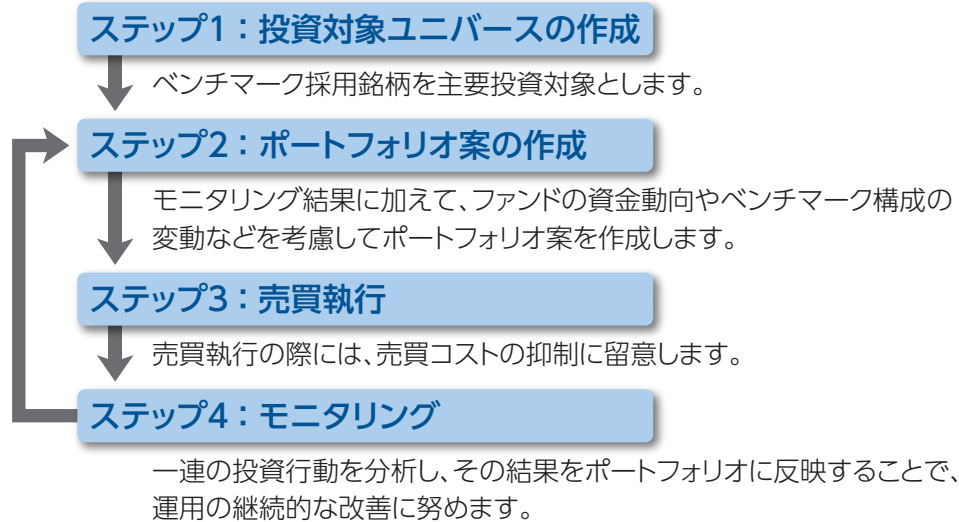 ステップ1：投資対象ユニバースの作成
ベンチマーク採用銘柄を主要投資対象とします。
ステップ2：ポートフォリオ案の作成
モニタリング結果に加えて、ファンドの資金動向やベンチマーク構成の
変動などを考慮してポートフォリオ案を作成します。
ステップ3：売買執行
売買執行の際には、売買コストの抑制に留意します。
ステップ4：モニタリング
一連の投資行動を分析し、その結果をポートフォリオに反映することで、
運用の継続的な改善に努めます。